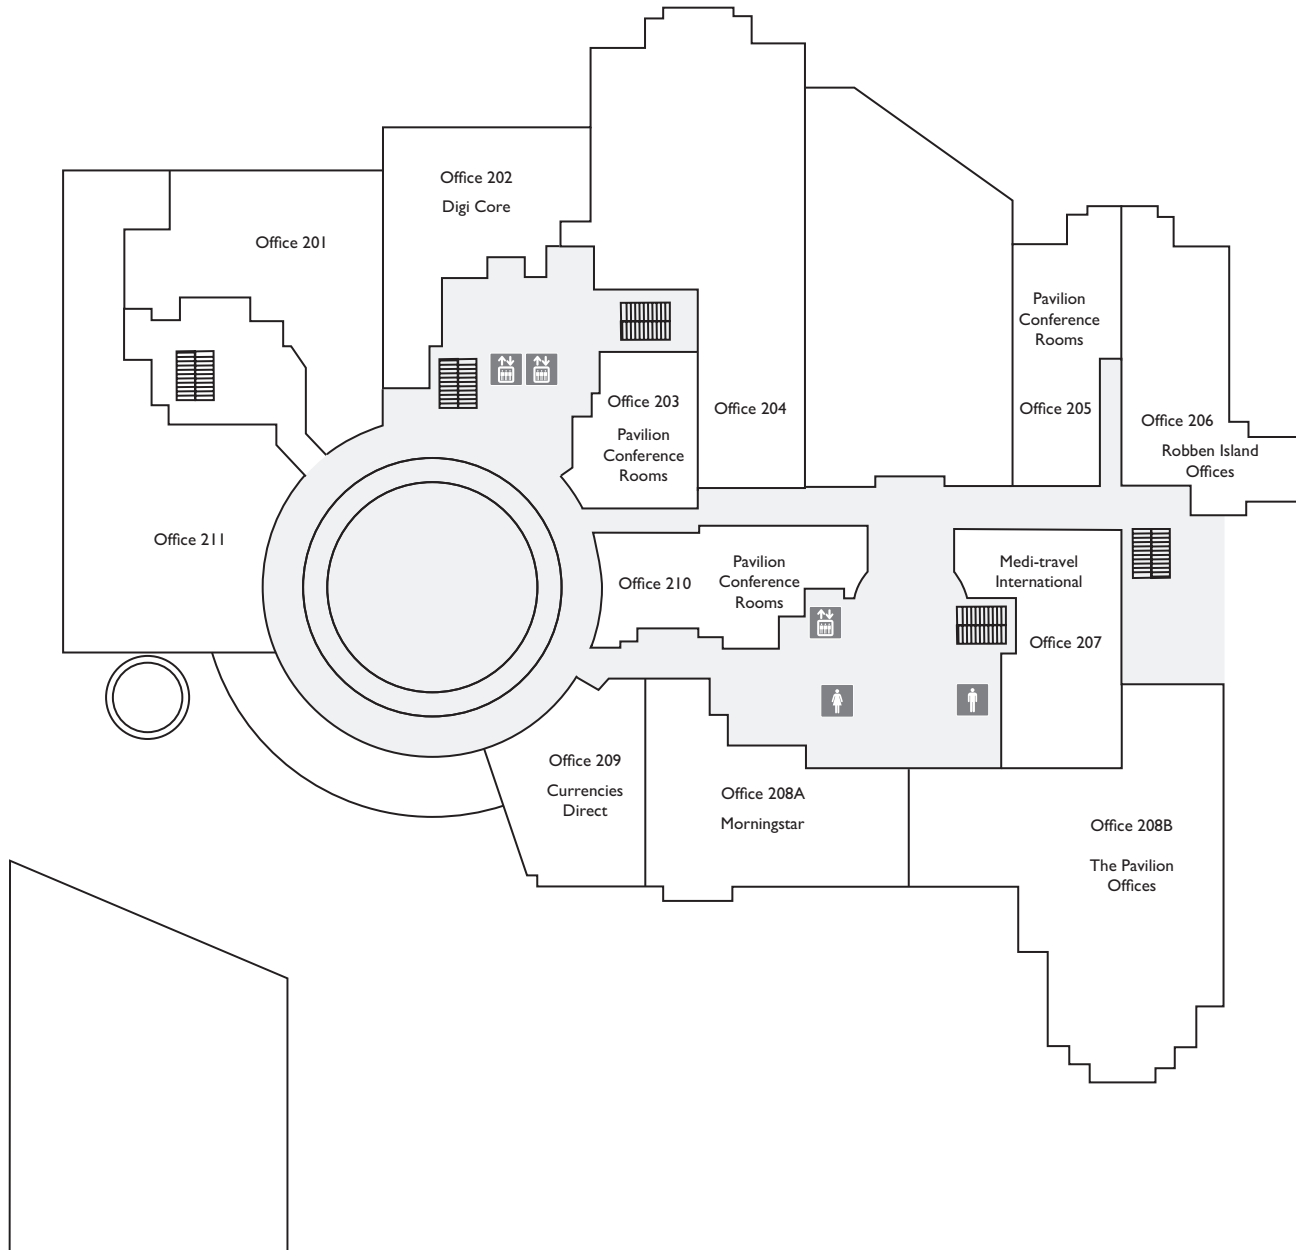 Office 202
Digi Core
Office 201
Pavilion
Conference
Rooms
Office 203
Office 204
Office 205
Office 206
Pavilion
Conference
Rooms
Robben Island
Offices
Office 211
Pavilion
Conference
Rooms
Office 210
Medi-travel
International
Office 207
Office 209
Currencies
Direct
Office 208A
Morningstar
Office 208B
The Pavilion
Offices